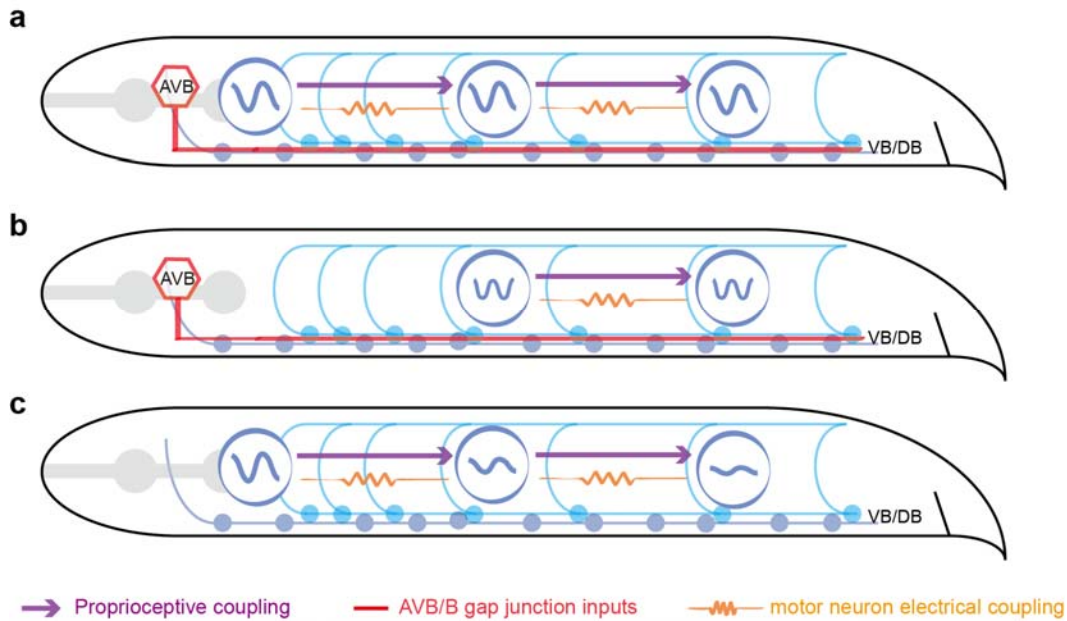 a
AVB
VB/DB
b
AVB
VB/DB
c
VB/DB
Proprioceptive coupling
AVB/B gap junction inputs
motor neuron electrical coupling